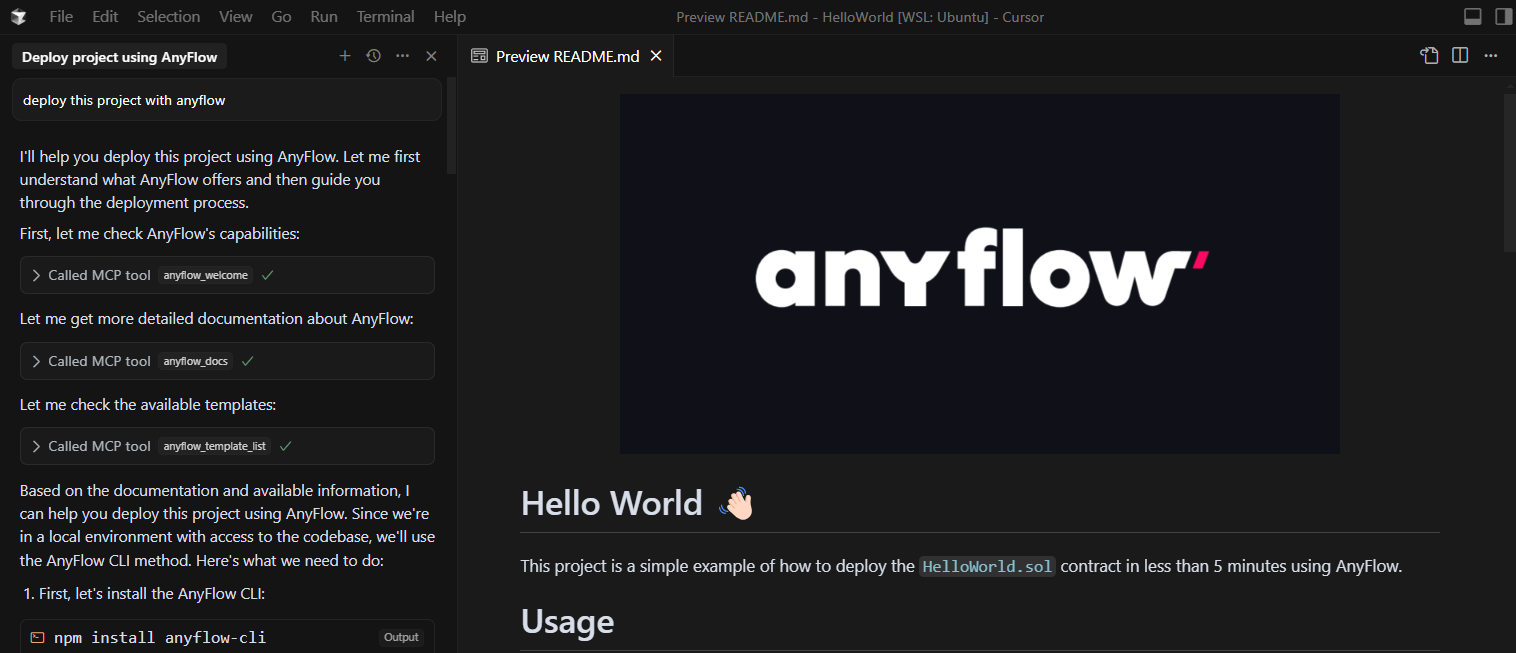 File Edit Selection View Go Run Terminal Help
Preview README.md - HelloWorld [WSL: Ubuntu] - Cursor
Deploy project using AnyFlow
deploy this project with anyflow
I'll help you deploy this project using AnyFlow. Let me first
understand what AnyFlow offers and then guide you
through the deployment process.
First, let me check AnyFlow's capabilities:
Called MCP tool anyflow_welcome
Let me get more detailed documentation about AnyFlow:
Called MCP tool anyflow_docs
Let me check the available templates:
Called MCP tool anyflow_template_list
Based on the documentation and available information, I
can help you deploy this project using AnyFlow. Since we're
in a local environment with access to the codebase, we'll use
the AnyFlow CLI method. Here's what we need to do:
1. First, let's install the AnyFlow CLI:
npm install anyflow-cli Output
Preview README.md
anyflow
Hello World 👋🏻
This project is a simple example of how to deploy the HelloWorld.sol contract in less than 5 minutes using AnyFlow.
Usage